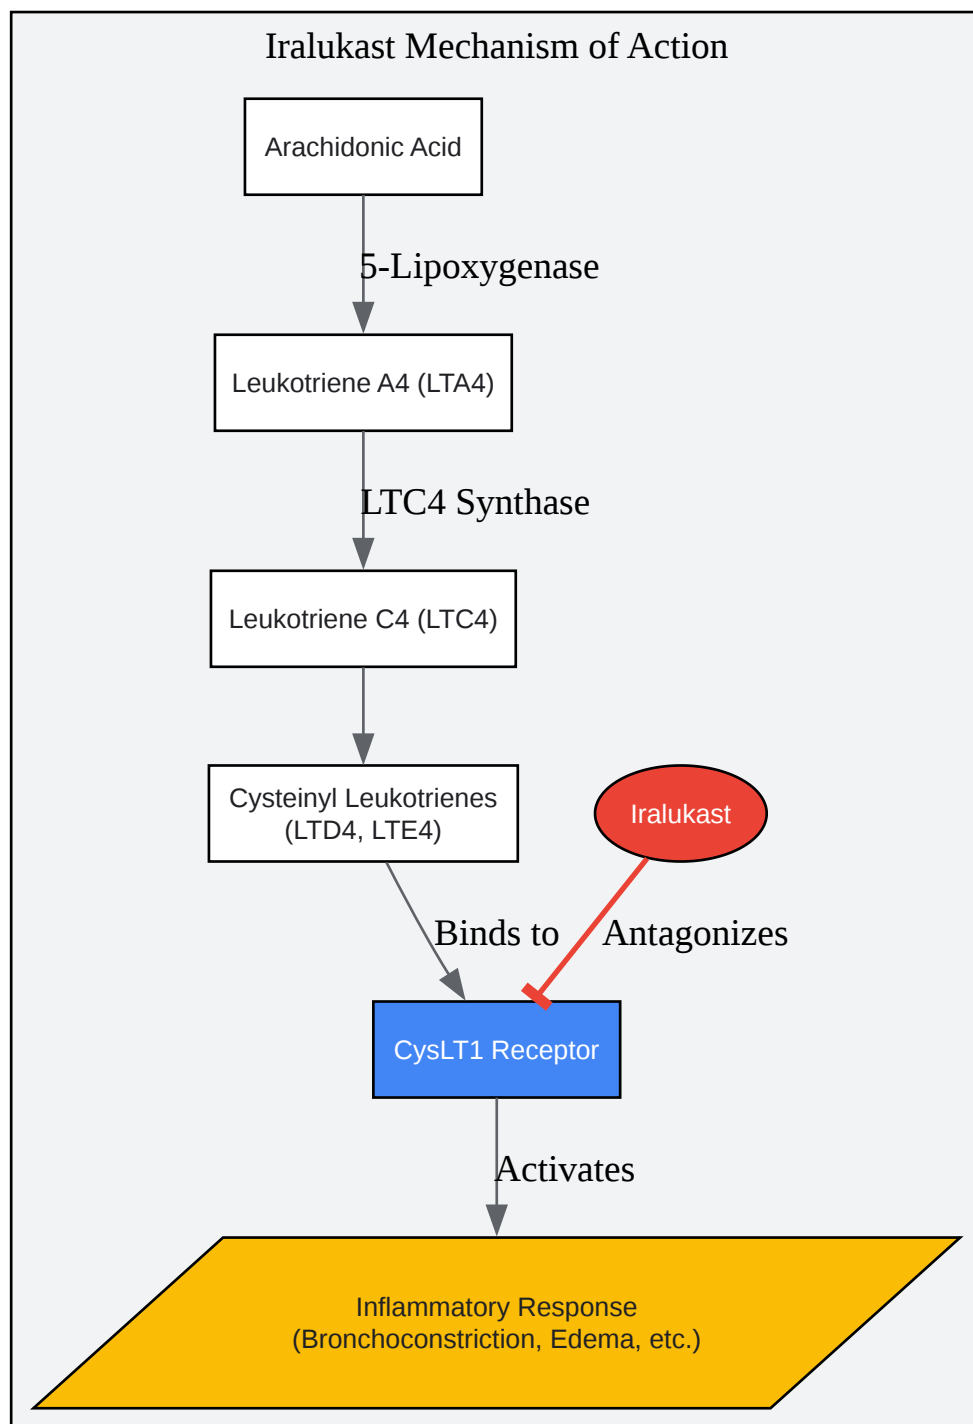 Iralukast Mechanism of Action
Arachidonic Acid
5-Lipoxygenase
Leukotriene A4 (LTA4)
LTC4 Synthase
Leukotriene C4 (LTC4)
Cysteinyl Leukotrienes
(LTD4, LTE4)
Iralukast
Binds to
Antagonizes
CysLT1 Receptor
Activates
Inflammatory Response
(Bronchoconstriction, Edema, etc.)